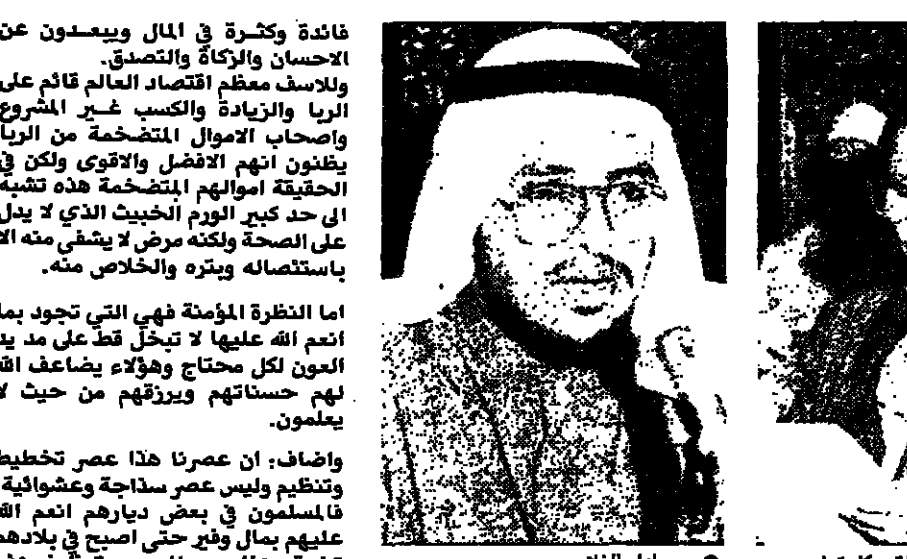 فائدة وكثرة في المال ويبعدون عن
الاحسان والزكاة والتصدق.
وللاسف معظم اقتصاد العالم قائم على
الربا والزيادة والكسب غير المشروع
واصحاب الاموال المتضخمة من الربا
يظنون انهم الافضل والاقوى ولكن في
الحقيقة اموالهم المتضخمة هذه تشبه
الى حد كبير الورم الخبيث الذي لا يدل
على الصحة ولكنه مرض لا يشفى منه الا
باستئصاله وبتره والخلاص منه.
اما النظرة المؤمنة فهي التي تجود بما
انعم الله عليها لا تبخل قط على مد يد
العون لكل محتاج وهؤلاء يضاعف الله
لهم حسناتهم ويرزقهم من حيث لا
يعلمون.
واضاف: ان عصرنا هذا عصر تخطيط
وتنظيم وليس عصر سذاجة وعشوائية
فالمسلمون في بعض ديارهم انعم الله
عليهم بمال وفير حتى اصبح في بلادهم